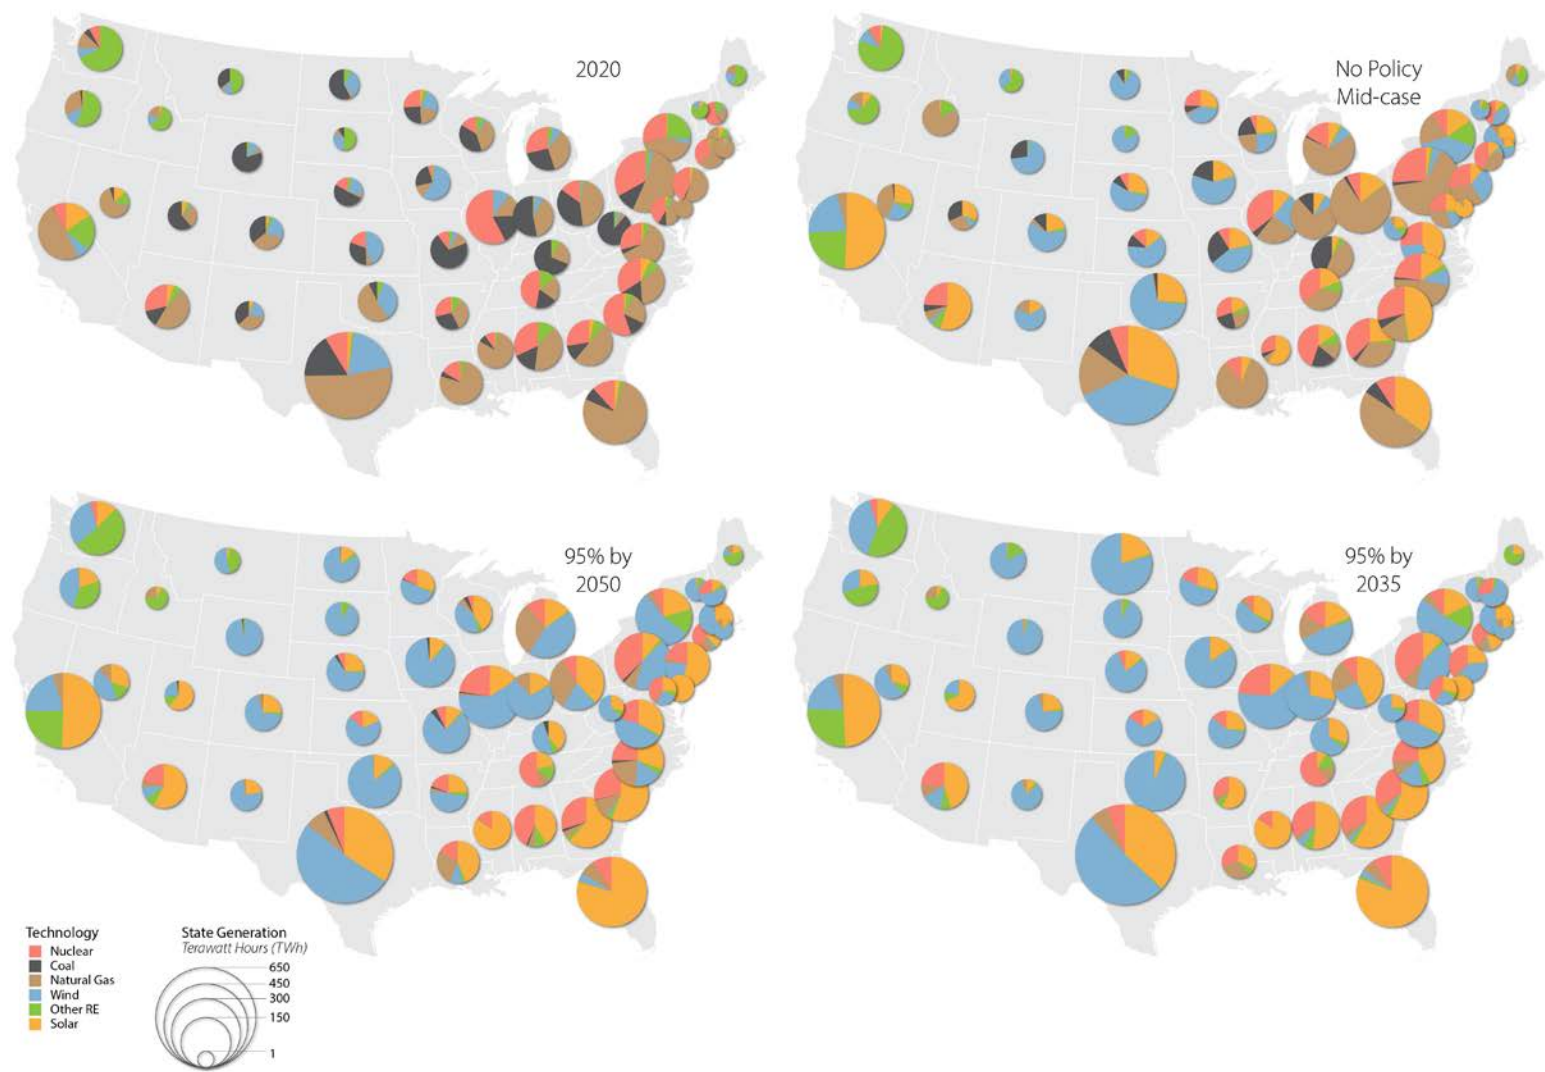 2020
No Policy
Mid-case
95% by
2050
95% by
2035
Technology
Nuclear
Coal
Natural Gas
Wind
Other RE
Solar
State Generation
Terawatt Hours (TWh)
650
450
300
150
1